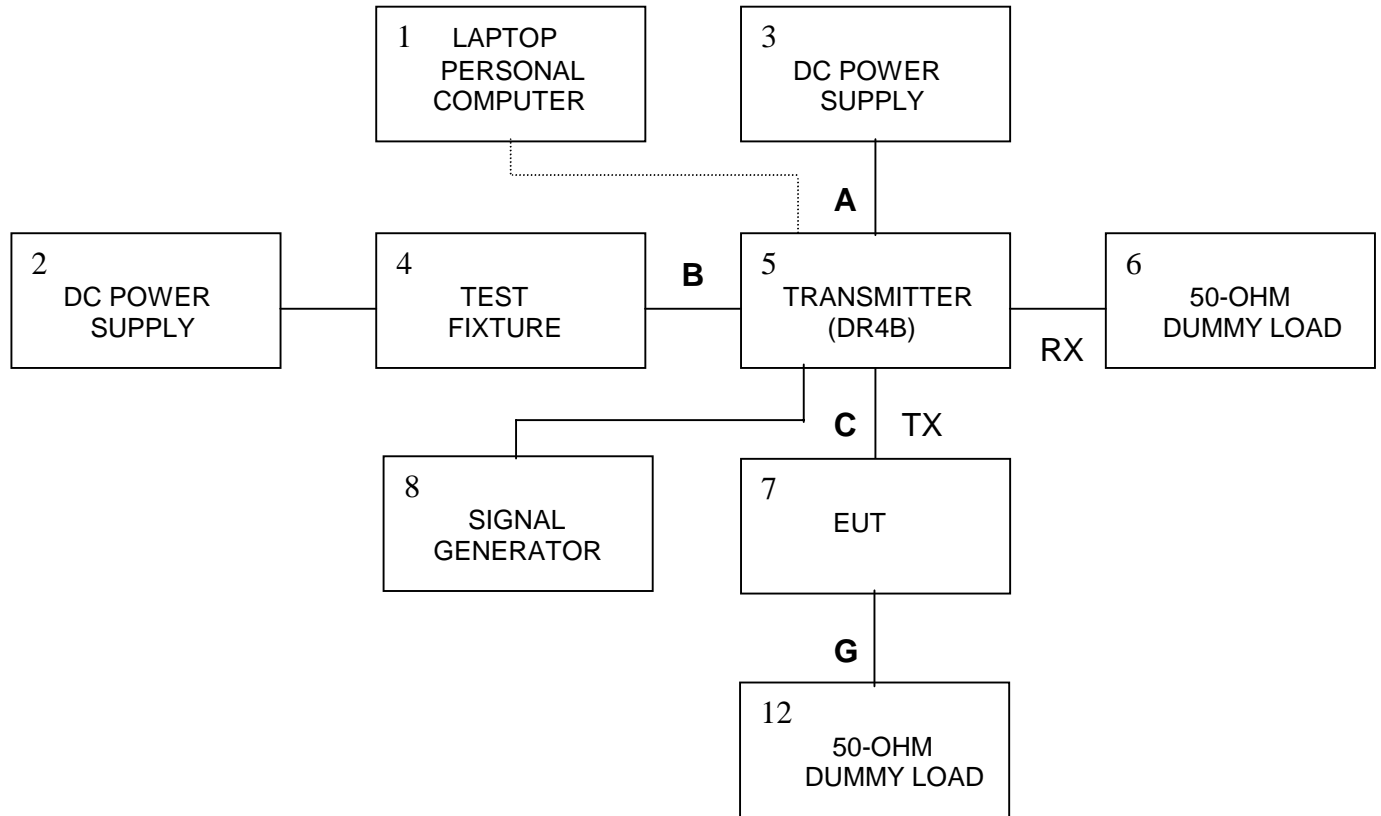 1 LAPTOP
PERSONAL
COMPUTER
3
DC POWER
SUPPLY
A
2
DC POWER
SUPPLY
4
TEST
FIXTURE
B
5
TRANSMITTER
(DR4B)
RX
6
50-OHM
DUMMY LOAD
C TX
8
SIGNAL
GENERATOR
7
EUT
G
12
50-OHM
DUMMY LOAD